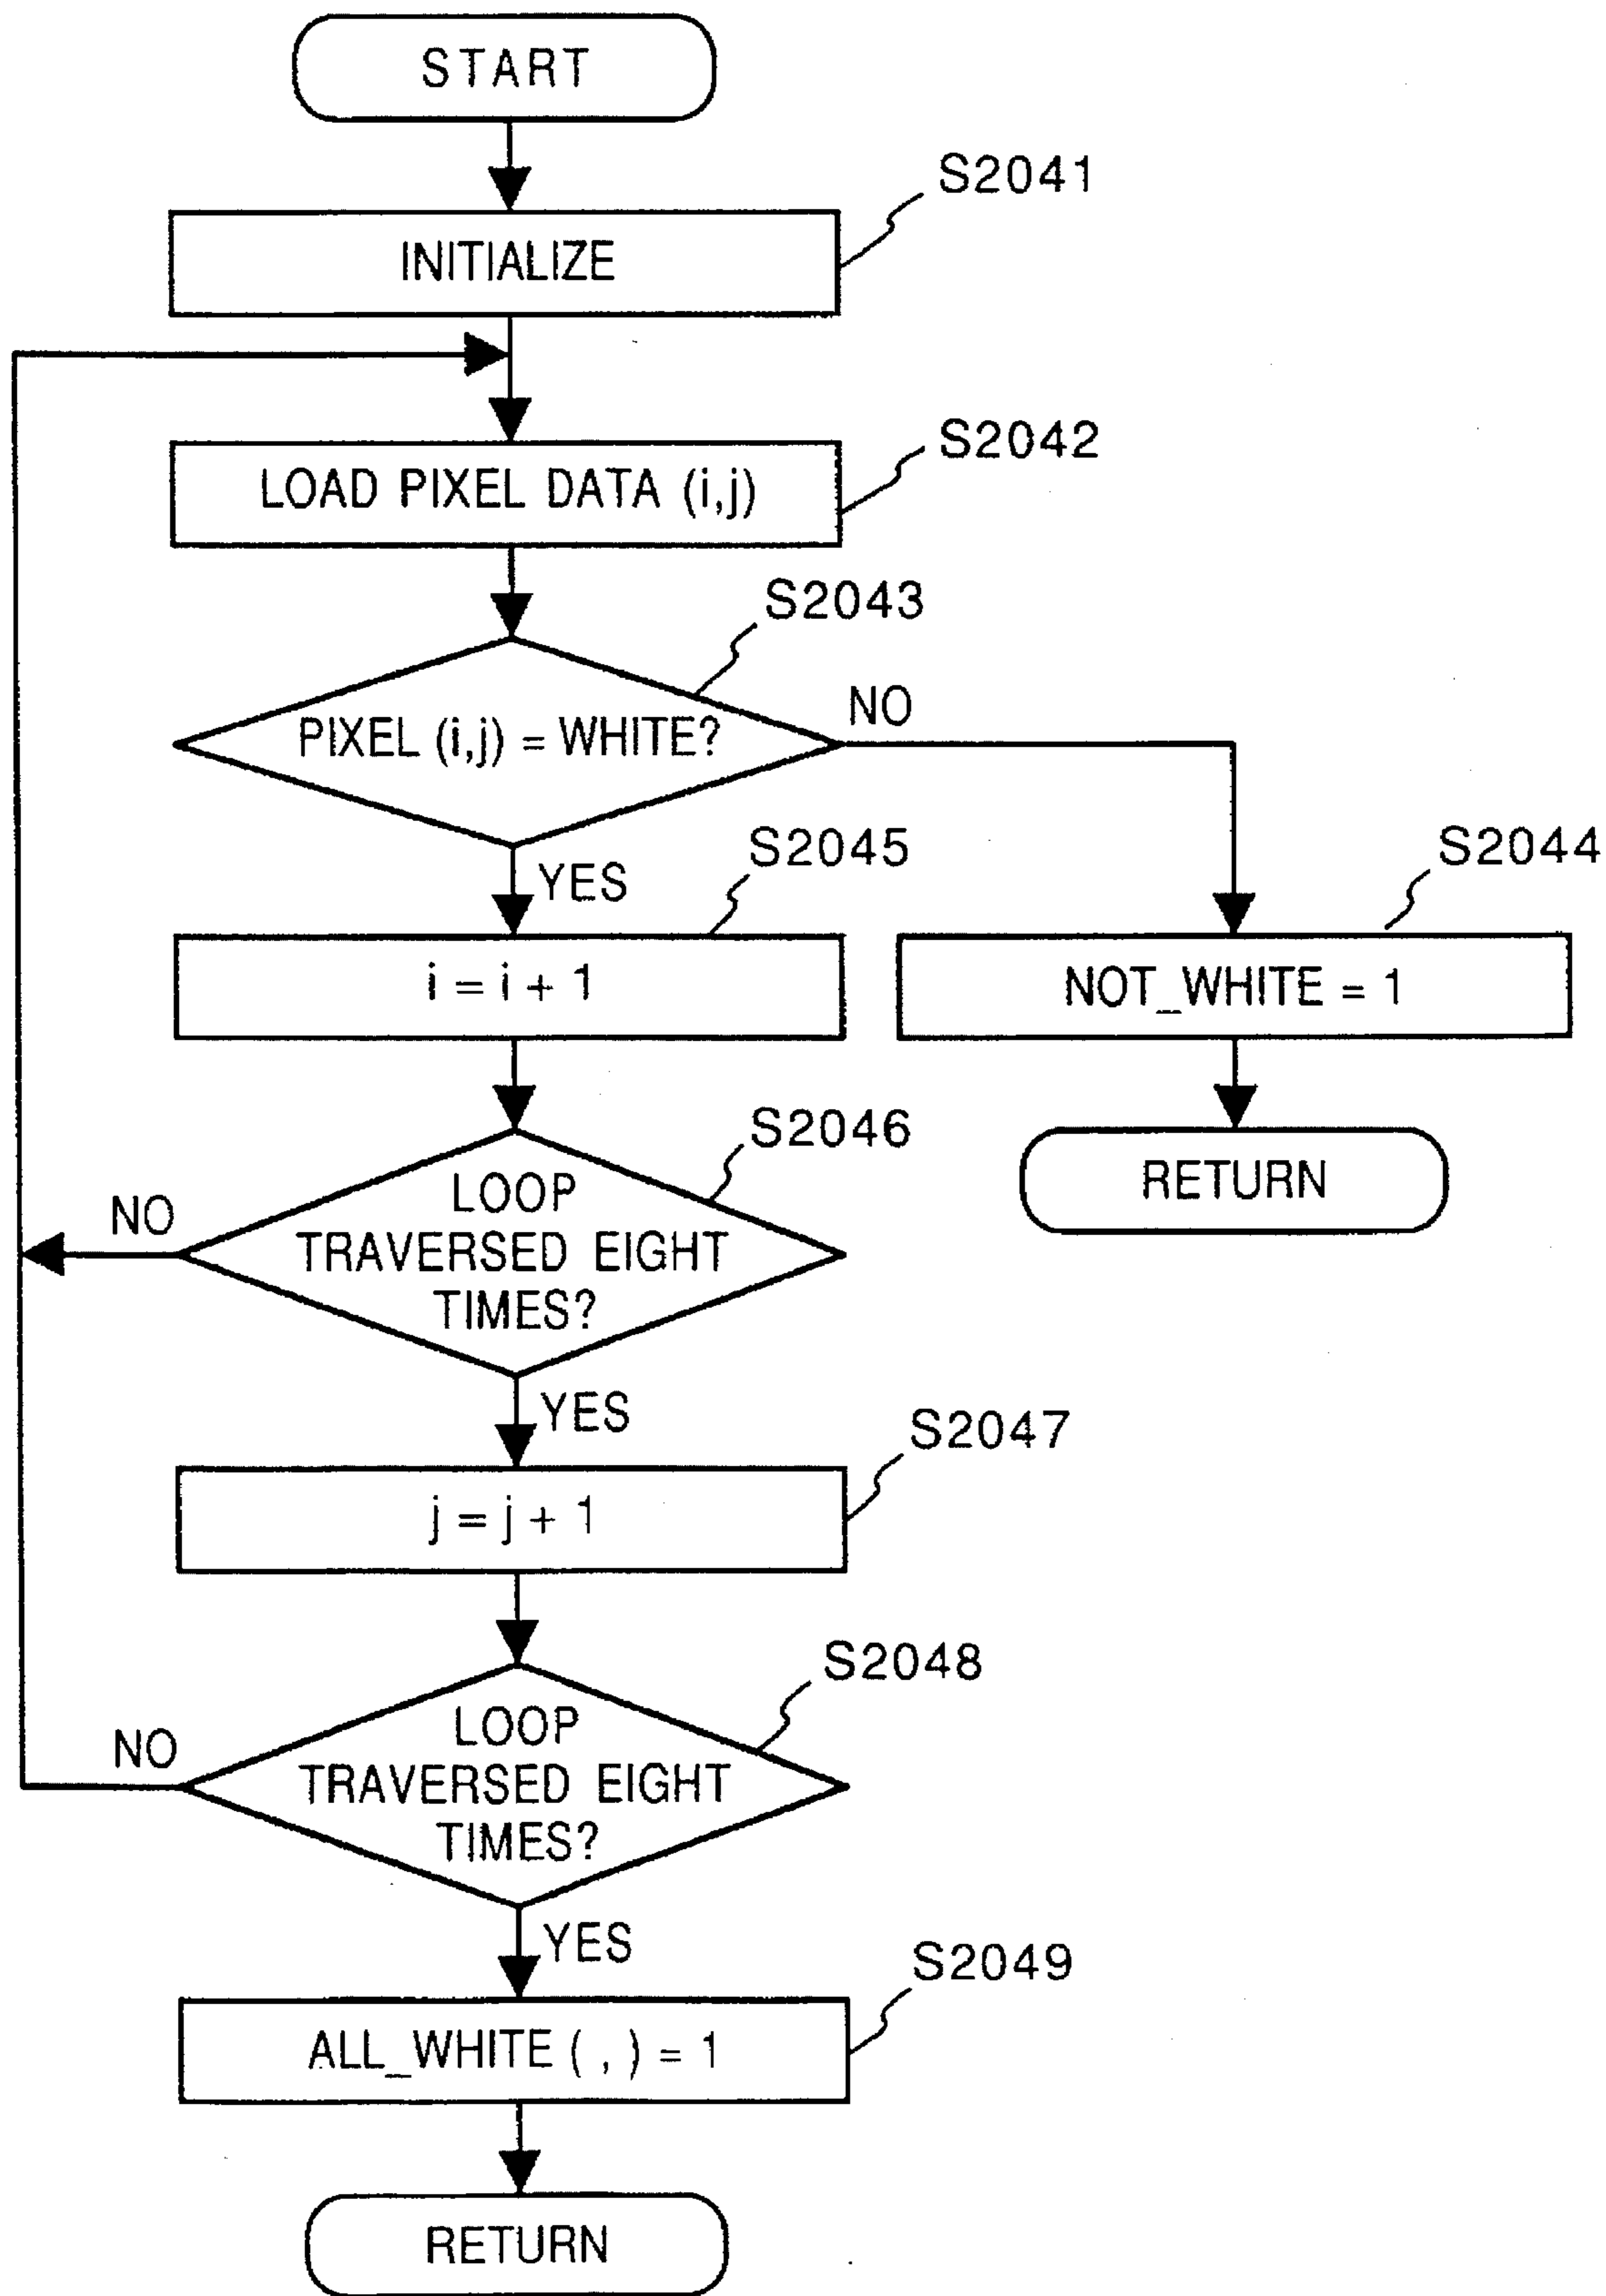 START
S2041
INITIALIZE
S2042
LOAD PIXEL DATA (i,j)
S2043
PIXEL (i,j) = WHITE?
NO
YES
S2045
i = i + 1
S2044
NOT_WHITE = 1
RETURN
S2046
LOOP
TRAVERSED EIGHT
TIMES?
NO
YES
S2047
j = j + 1
S2048
LOOP
TRAVERSED EIGHT
TIMES?
NO
YES
S2049
ALL_WHITE ( , ) = 1
RETURN